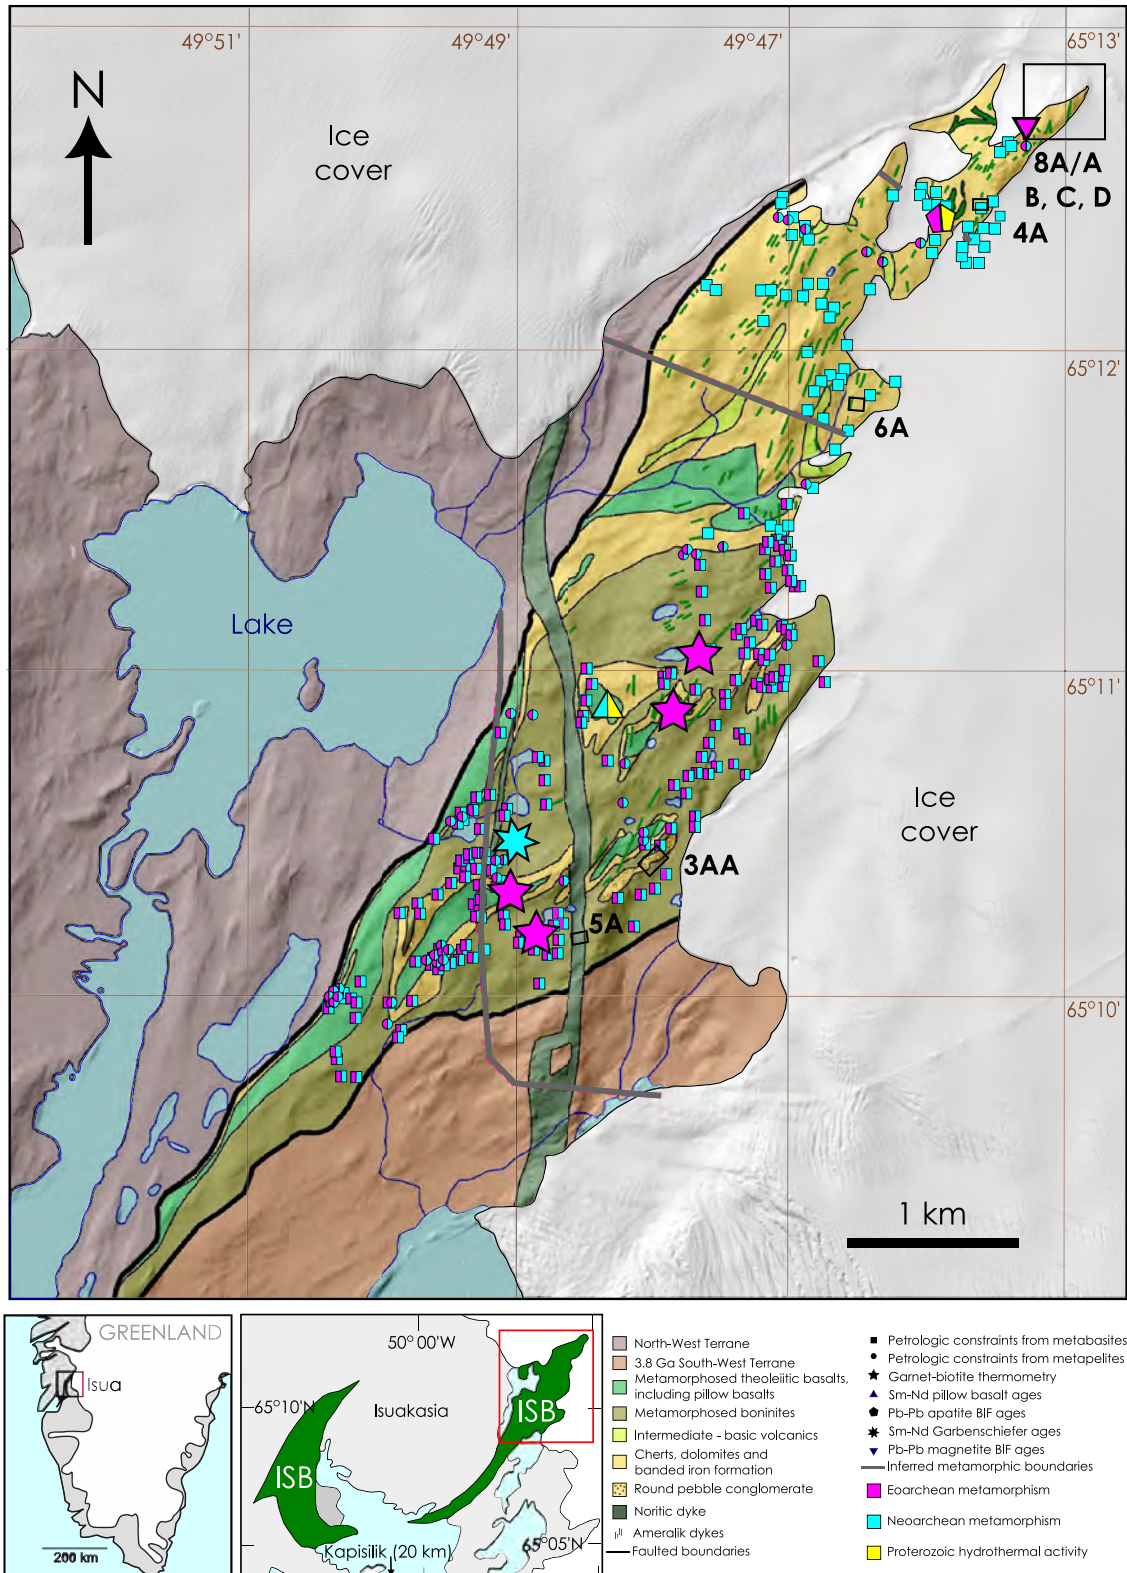 49°51'
49°49'
49°47'
65°13'
N
Ice
cover
8A/A
B, C, D
4A
65°12'
6A
Lake
65°11'
Ice
cover
3AA
5A
65°10'
1 km
GREENLAND
Isua
200 km
50° 00'W
65°10'N
Isuakasia
ISB
ISB
Kapisilik (20 km)
65°05'N
North-West Terrane
3.8 Ga South-West Terrane
Metamorphosed theoleiitic basalts,
including pillow basalts
Metamorphosed boninites
Intermediate - basic volcanics
Cherts, dolomites and
banded iron formation
Round pebble conglomerate
Noritic dyke
Ameralik dykes
Faulted boundaries
Petrologic constraints from metabasites
Petrologic constraints from metapelites
Garnet-biotite thermometry
Sm-Nd pillow basalt ages
Pb-Pb apatite BIF ages
Sm-Nd Garbenschiefer ages
Pb-Pb magnetite BIF ages
Inferred metamorphic boundaries
Eoarchean metamorphism
Neoarchean metamorphism
Proterozoic hydrothermal activity